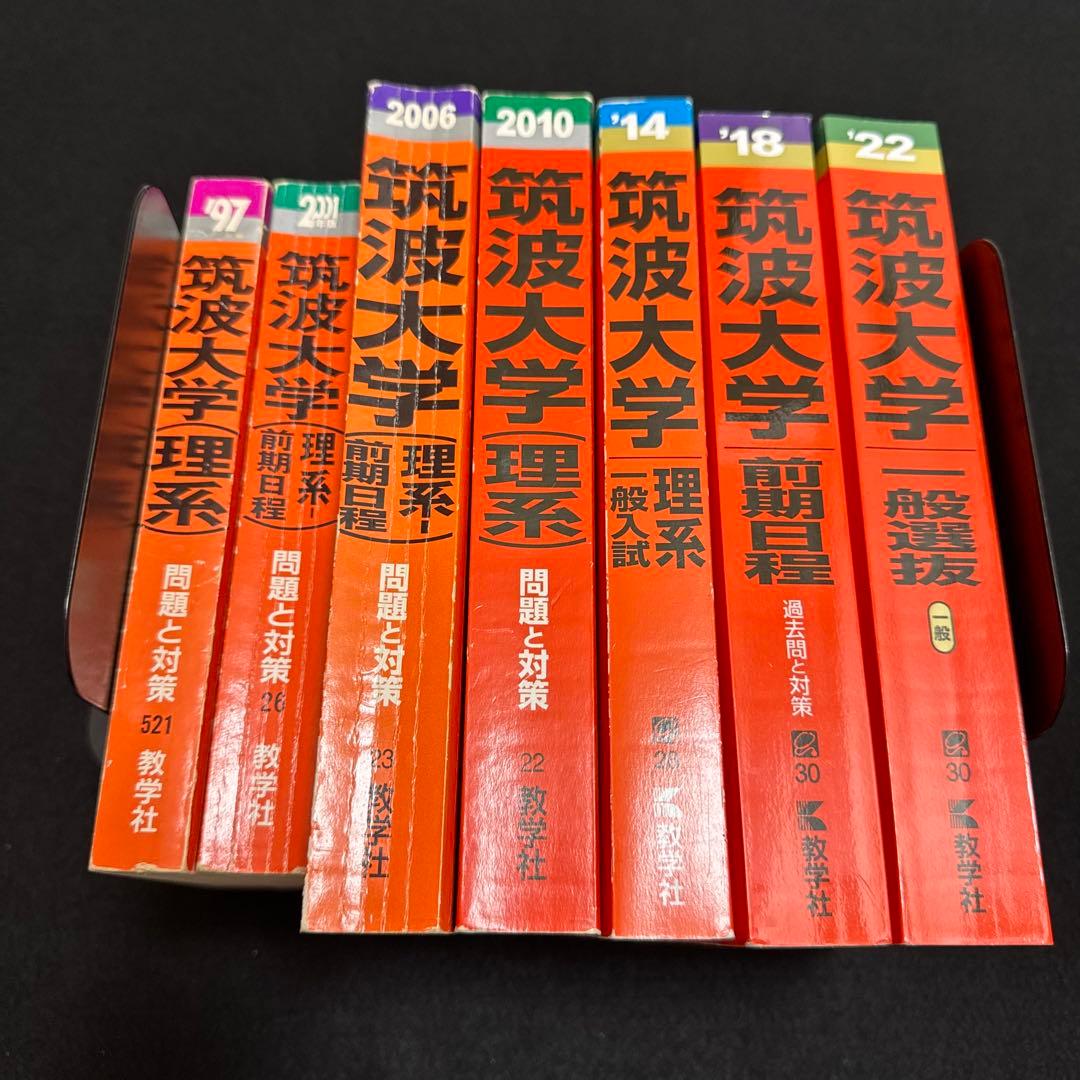 '97
筑波大学(理系)
問題と対策
521
教学社
2001
年版
筑波大学(理系-前期日程)
問題と対策
26
教学社
2006
筑波大学(理系-前期日程)
問題と対策
23
教学社
2010
筑波大学(理系)
問題と対策
22
教学社
'14
筑波大学
理系
一般入試
28
教学社
'18
筑波大学
前期日程
過去問と対策
30
教学社
'22
筑波大学
一般選抜
一般
30
教学社